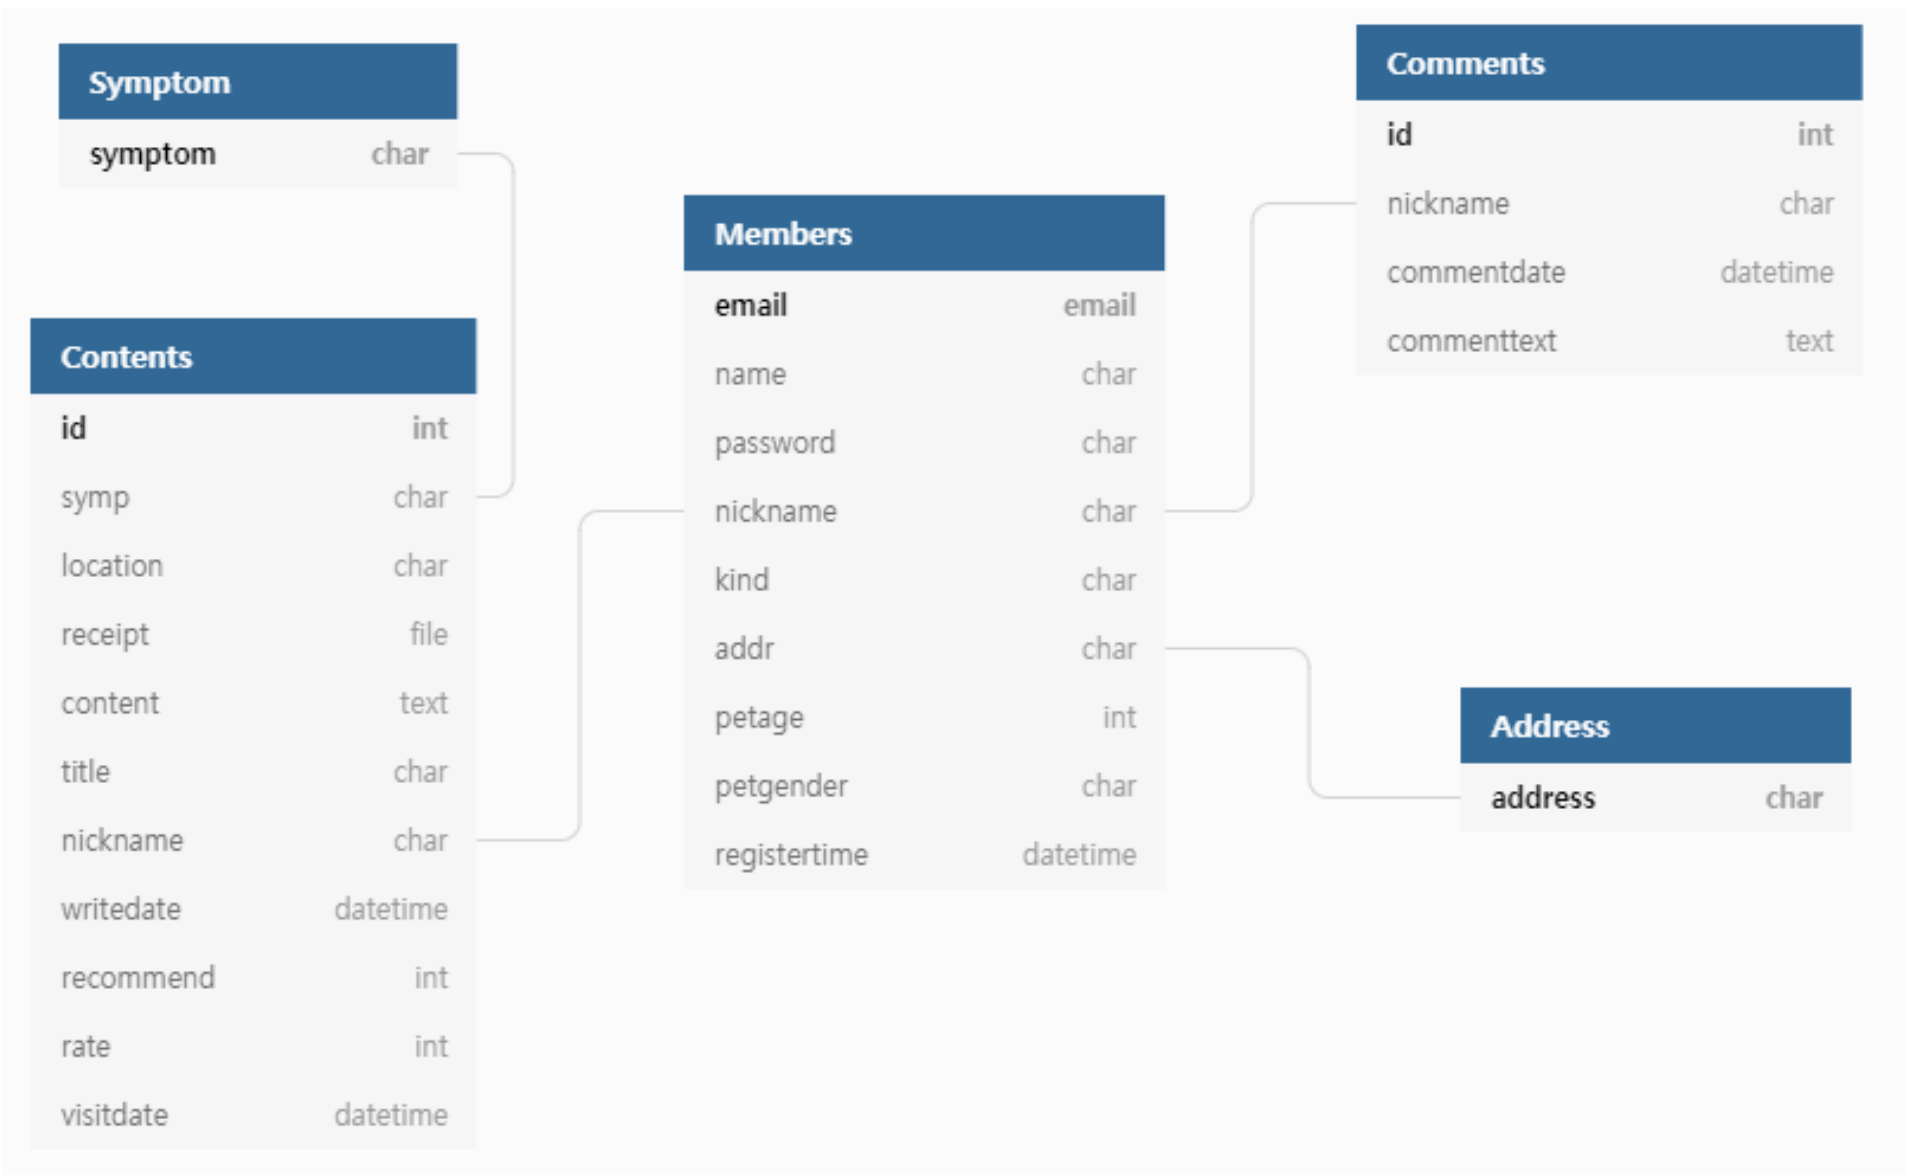 Symptom
symptom char
Contents
id int
symp char
location char
receipt file
content text
title char
nickname char
writedate datetime
recommend int
rate int
visitdate datetime
Members
email email
name char
password char
nickname char
kind char
addr char
petage int
petgender char
registertime datetime
Comments
id int
nickname char
commentdate datetime
commenttext text
Address
address char